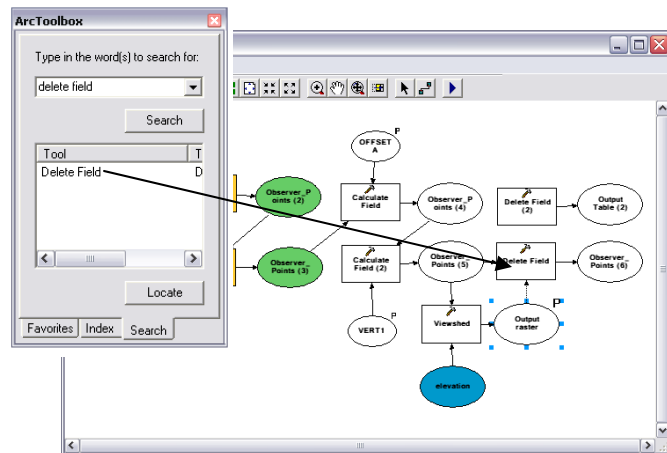 ArcToolbox
Type in the word(s) to search for:
delete field
Search
Tool
T
Delete Field
D
Locate
Favorites
Index
Search
OFFSET
A
P
Observer_P
oints (2)
Calculate
Field
Observer_P
oints (4)
Delete Field
(2)
Output
Table (2)
Observer_
Points (3)
Calculate
Field (2)
Observer_
Points (5)
Delete Field
Observer_
Points (6)
VERT1
P
Viewshed
Output
raster
P
elevation